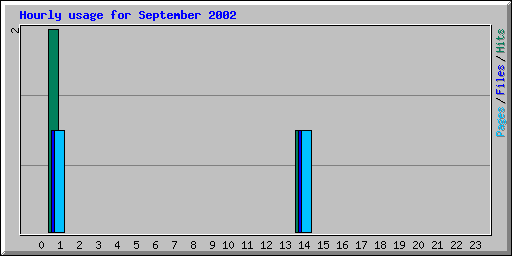 Hourly usage for September 2002
2
Pages/Files/Hits
0 1 2 3 4 5 6 7 8 9 10 11 12 13 14 15 16 17 18 19 20 21 22 23